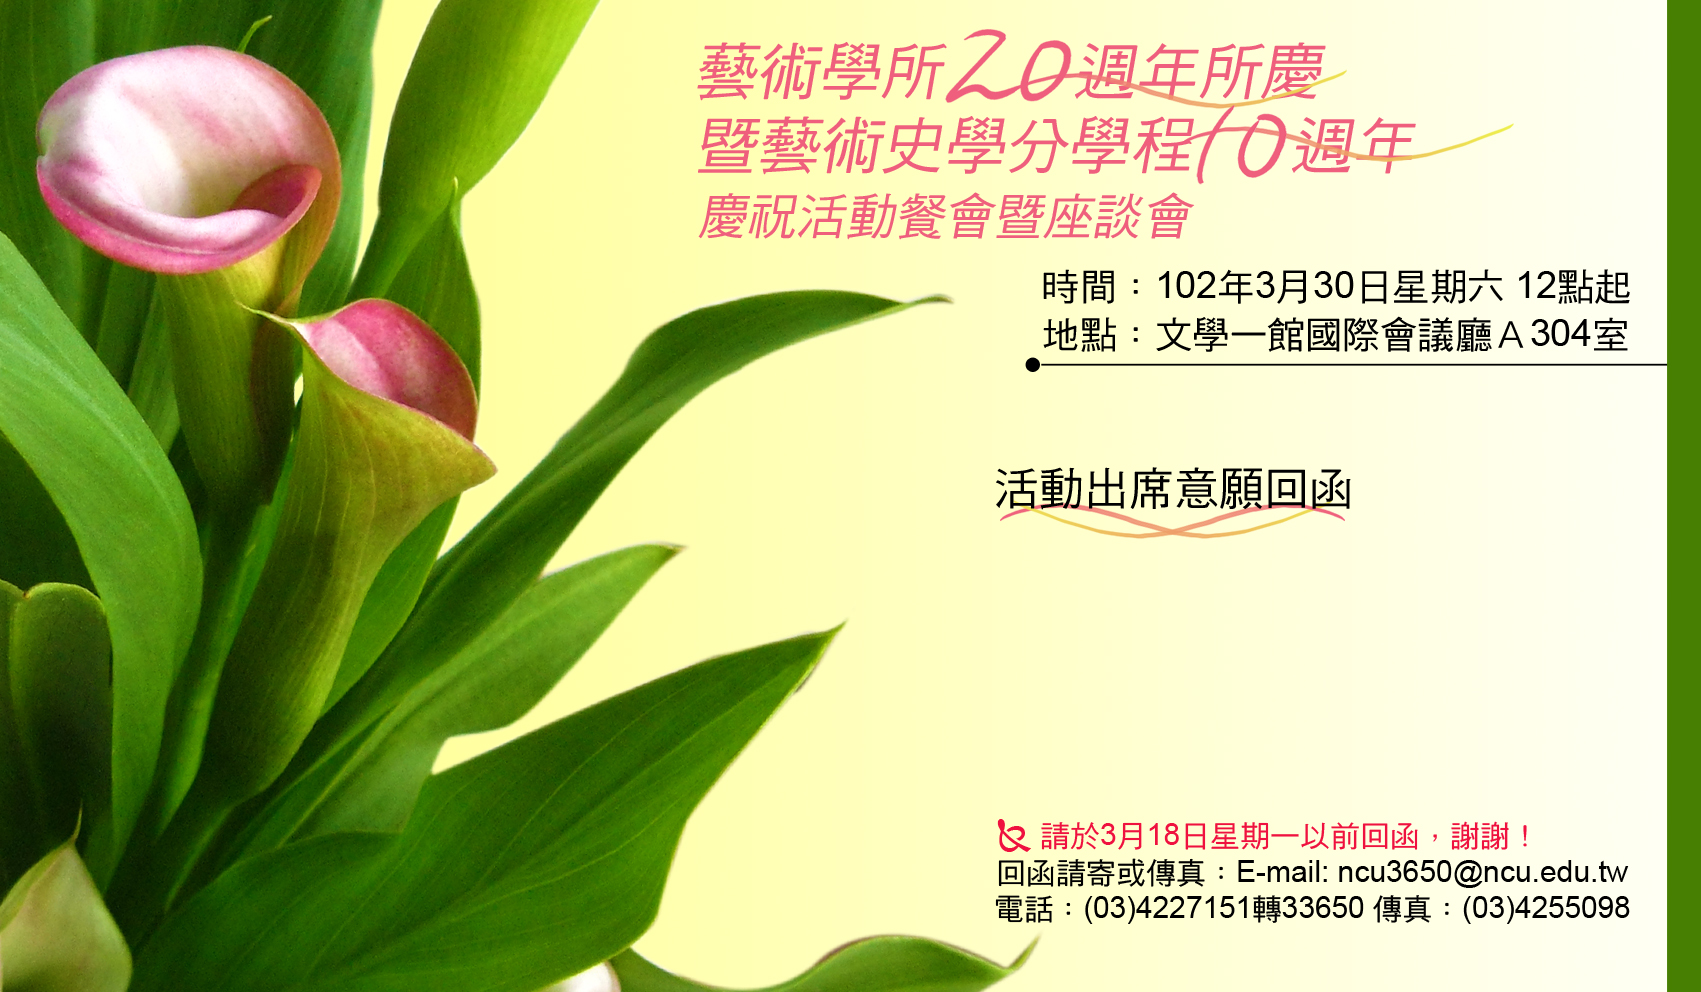 藝術學所20週年所慶
暨藝術史學分學程10週年
慶祝活動餐會暨座談會
時間：102年3月30日星期六 12點起
地點：文學一館國際會議廳A 304室
活動出席意願回函
請於3月18日星期一以前回函，謝謝！
回函請寄或傳真：E-mail: ncu3650@ncu.edu.tw
電話：(03)4227151轉33650 傳真：(03)4255098